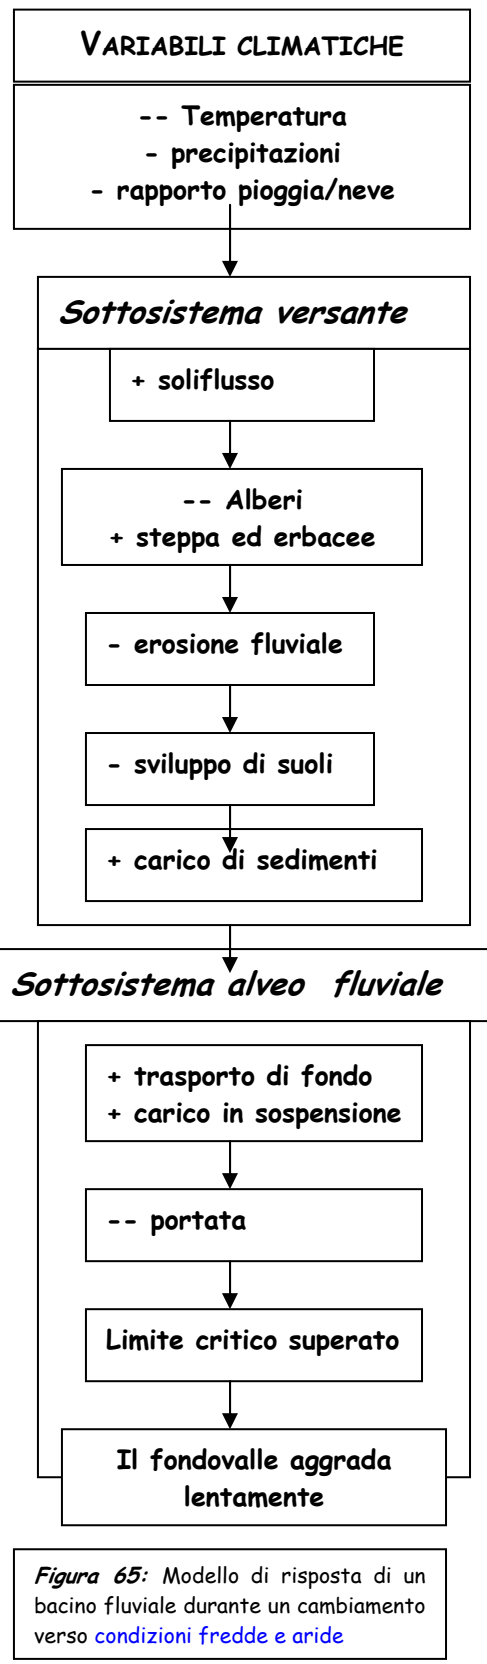 VARIABILI CLIMATICHE
-- Temperatura
- precipitazioni
- rapporto pioggia/neve
Sottosistema versante
+ soliflusso
-- Alberi
+ steppa ed erbacee
- erosione fluviale
- sviluppo di suoli
+ carico di sedimenti
Sottosistema alveo fluviale
+ trasporto di fondo
+ carico in sospensione
-- portata
Limite critico superato
Il fondovalle aggrada
lentamente
Figura 65: Modello di risposta di un
bacino fluviale durante un cambiamento
verso condizioni fredde e aride